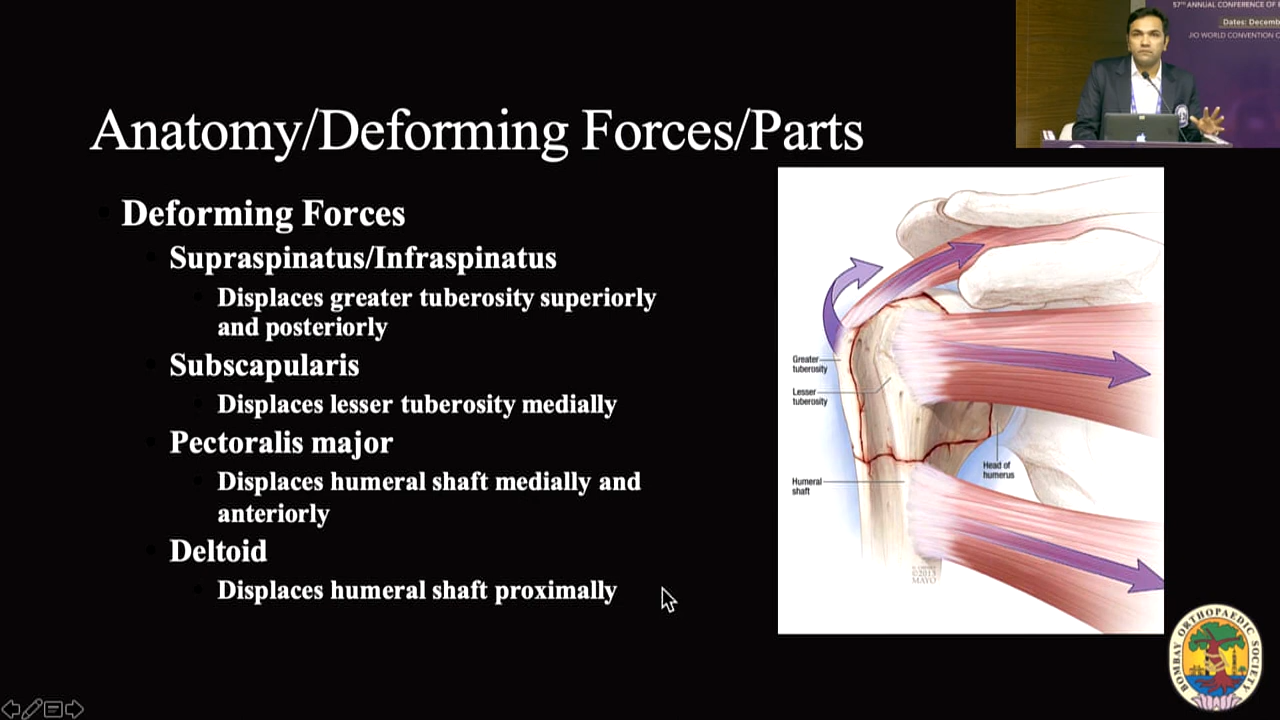 57TH ANNUAL CONFERENCE OF
Dates: Decemb
JIO WORLD CONVENTION C
Anatomy/Deforming Forces/Parts
Deforming Forces
Supraspinatus/Infraspinatus
Displaces greater tuberosity superiorly
and posteriorly
Subscapularis
Displaces lesser tuberosity medially
Pectoralis major
Displaces humeral shaft medially and
anteriorly
Deltoid
Displaces humeral shaft proximally
Greater
tuberosity
Lesser
tuberosity
Humeral
shaft
Head of
humerus
©2013
MAYO
BOMBAY ORTHOPAEDIC SOCIETY